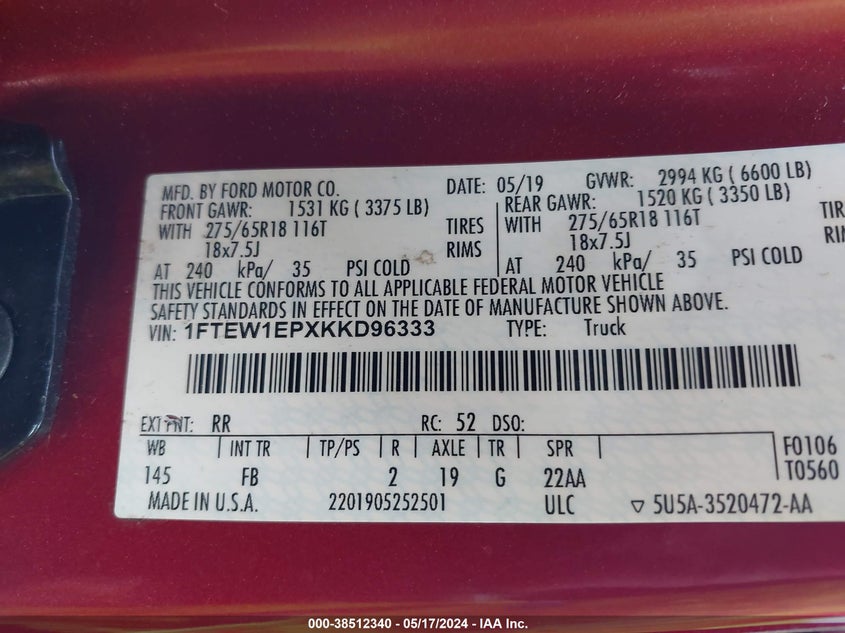 MFD. BY FORD MOTOR CO. DATE: 05/19 GVWR: 2994 KG ( 6600 LB)
FRONT GAWR: 1531 KG ( 3375 LB) REAR GAWR: 1520 KG ( 3350 LB)
WITH 275/65R18 116T TIRES WITH 275/65R18 116T
18x7.5J RIMS 18x7.5J
AT 240 kPa/ 35 PSI COLD AT 240 kPa/ 35 PSI COLD
THIS VEHICLE CONFORMS TO ALL APPLICABLE FEDERAL MOTOR VEHICLE
SAFETY STANDARDS IN EFFECT ON THE DATE OF MANUFACTURE SHOWN ABOVE.
VIN: 1FTEW1EPXKKD96333 TYPE: Truck
EXT PNT: RR RC: 52 DSO:
WB INT TR TP/PS R AXLE TR SPR F0106
145 FB 2 19 G 22AA T0560
MADE IN U.S.A. 2201905252501 ULC ▽ 5U5A-3520472-AA
000-38512340 - 05/17/2024 - IAA Inc.